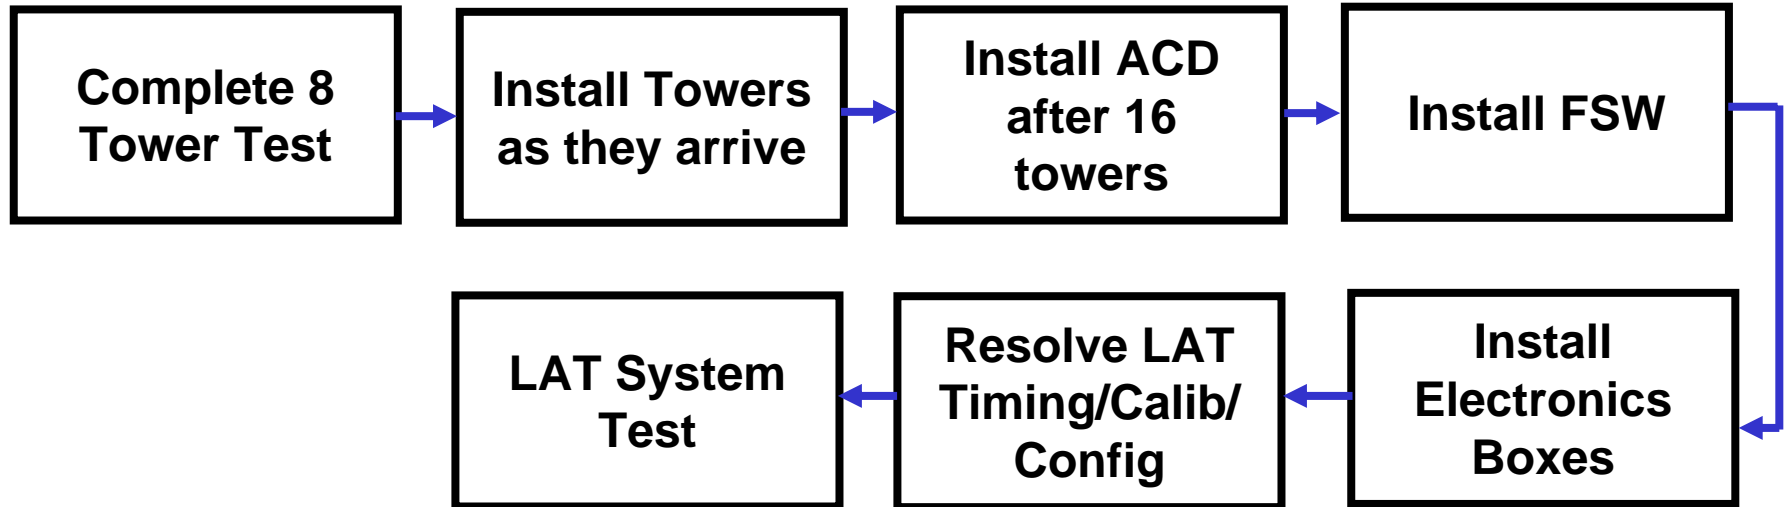 Complete 8
Tower Test
Install Towers
as they arrive
Install ACD
after 16
towers
Install FSW
Install
Electronics
Boxes
Resolve LAT
Timing/Calib/
Config
LAT System
Test